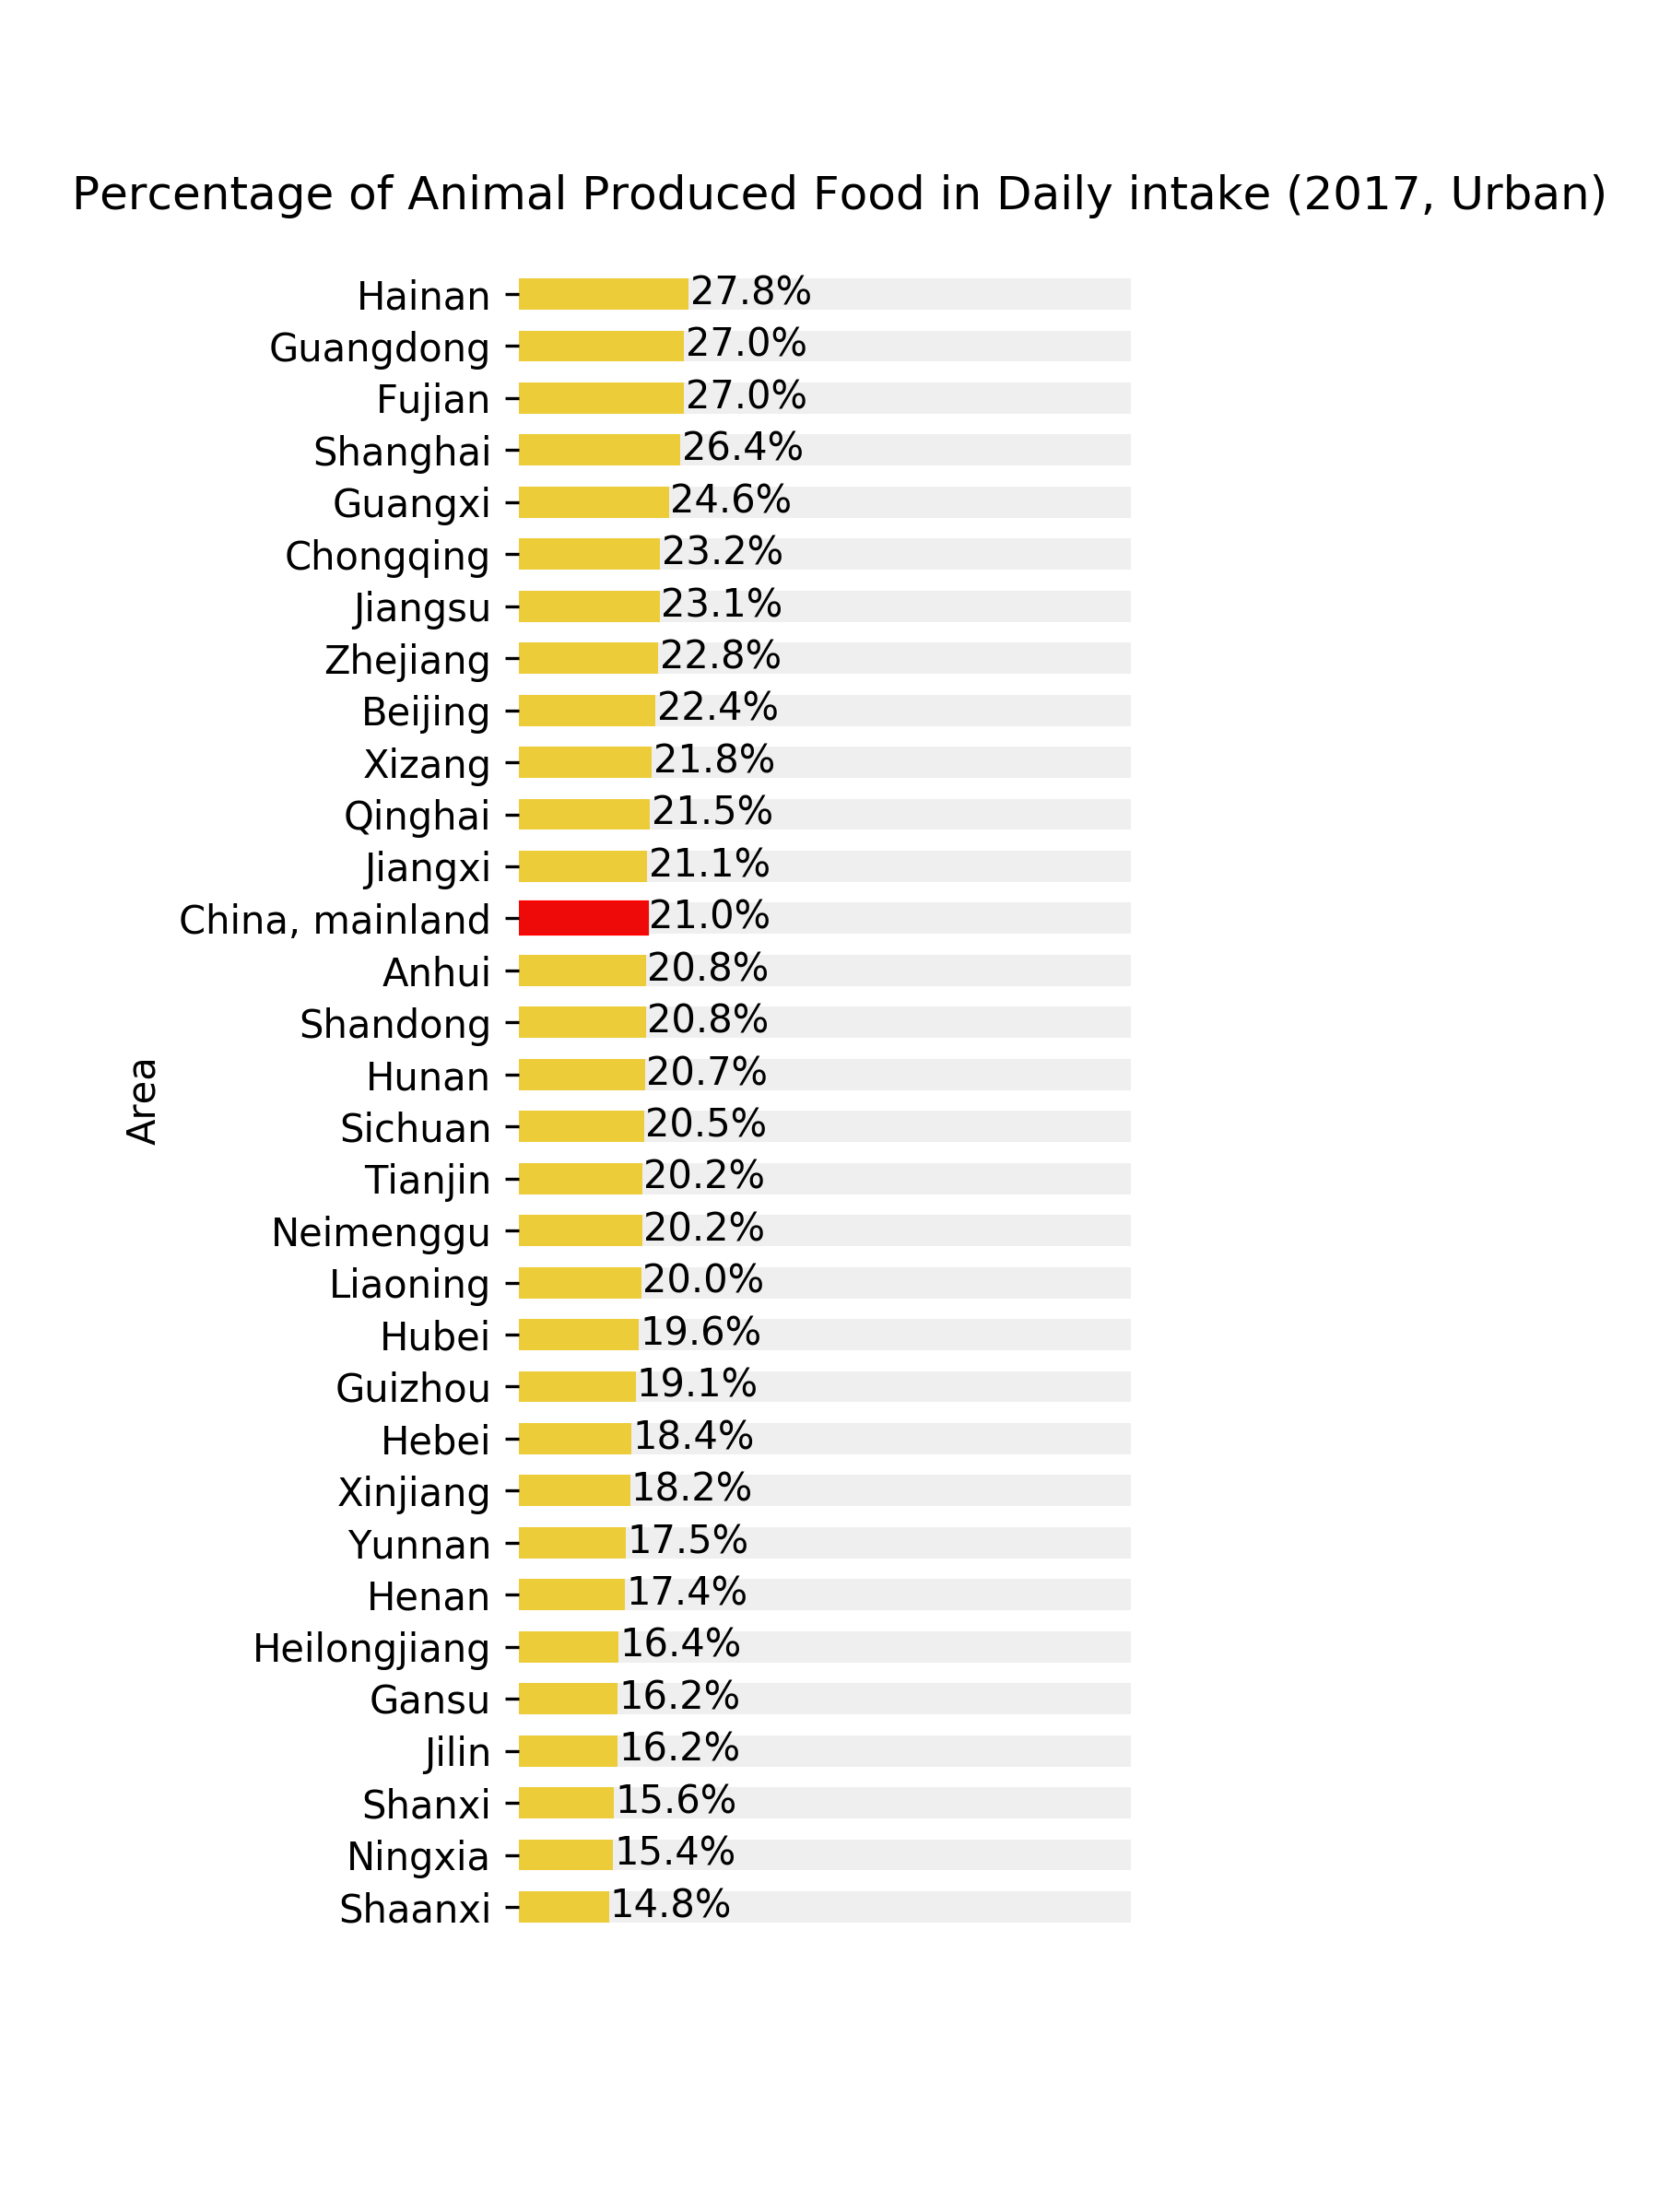 Percentage of Animal Produced Food in Daily intake (2017, Urban)
Hainan 27.8%
Guangdong 27.0%
Fujian 27.0%
Shanghai 26.4%
Guangxi 24.6%
Chongqing 23.2%
Jiangsu 23.1%
Zhejiang 22.8%
Beijing 22.4%
Xizang 21.8%
Qinghai 21.5%
Jiangxi 21.1%
China, mainland 21.0%
Anhui 20.8%
Shandong 20.8%
Hunan 20.7%
Area
Sichuan 20.5%
Tianjin 20.2%
Neimenggu 20.2%
Liaoning 20.0%
Hubei 19.6%
Guizhou 19.1%
Hebei 18.4%
Xinjiang 18.2%
Yunnan 17.5%
Henan 17.4%
Heilongjiang 16.4%
Gansu 16.2%
Jilin 16.2%
Shanxi 15.6%
Ningxia 15.4%
Shaanxi 14.8%